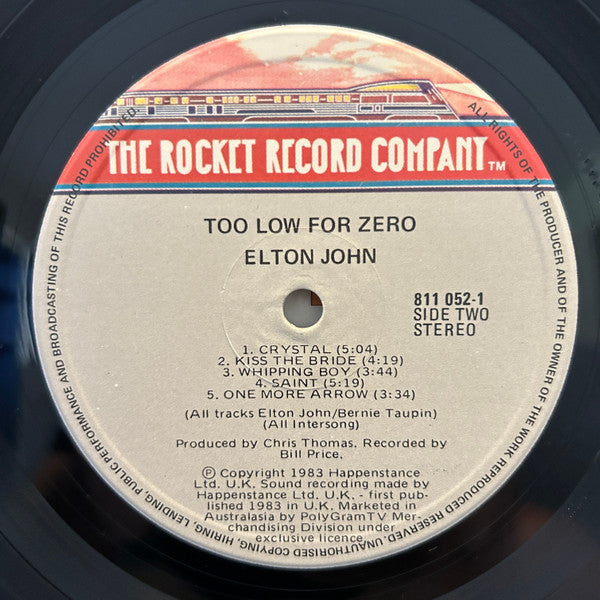 THE ROCKET RECORD COMPANY™
TOO LOW FOR ZERO
ELTON JOHN
811 052-1
SIDE TWO
STEREO
1. CRYSTAL (5:04)
2. KISS THE BRIDE (4:19)
3. WHIPPING BOY (3:44)
4. SAINT (5:19)
5. ONE MORE ARROW (3:34)
(All tracks Elton John/Bernie Taupin)
(All Intersong)
Produced by Chris Thomas, Recorded by
Bill Price,
Ⓟ Copyright 1983 Happenstance
Ltd. U.K, Sound recording made by
Happenstance Ltd, U.K, - first pub-
lished 1983 in U.K, Marketed in
Australasia by PolyGramTV Mer-
chandising Division under
exclusive licence
ALL RIGHTS OF THE PRODUCER AND OF THE OWNER OF THE WORK REPRODUCED RESERVED, UNAUTHORISED COPYING, HIRING, LENDING, PUBLIC PERFORMANCE AND BROADCASTING OF THIS RECORD PROHIBITED.